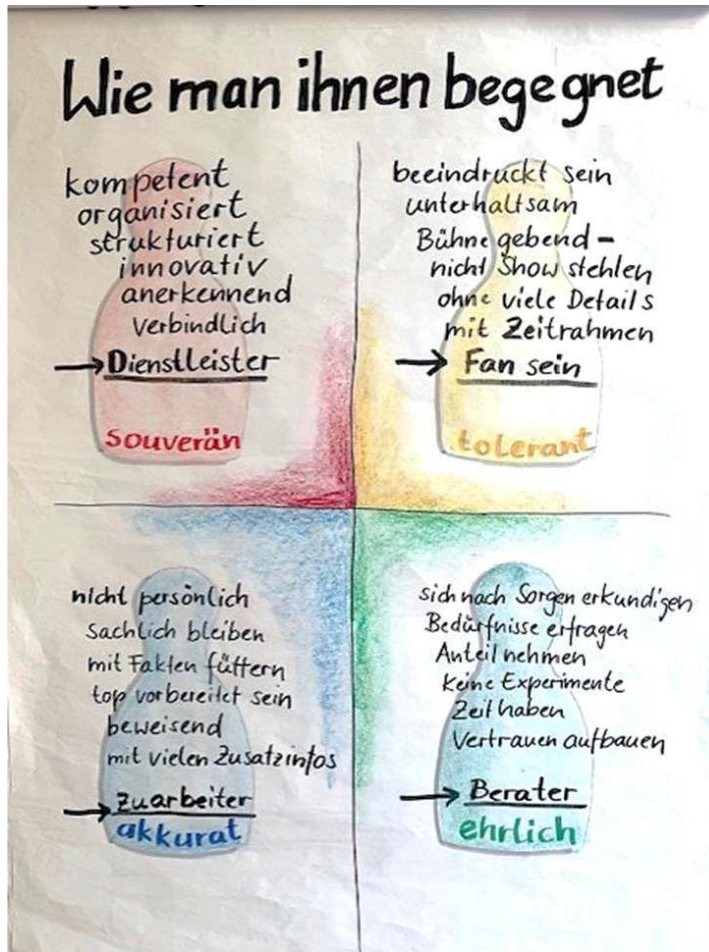 Wie man ihnen begegnet
kompetent
organisiert
strukturiert
innovativ
anerkennend
verbindlich
→ Dienstleister
souverän
beeindruckt sein
unterhaltsam
Bühne gebend –
nicht Show stehlen
ohne viele Details
mit Zeitrahmen
→ Fan sein
tolerant
nicht persönlich
sachlich bleiben
mit Fakten füttern
top vorbereitet sein
beweisend
mit vielen Zusatzinfos
→ Zuarbeiter
akkurat
sich nach Sorgen erkundigen
Bedürfnisse erfragen
Anteil nehmen
keine Experimente
Zeit haben
Vertrauen aufbauen
→ Berater
ehrlich